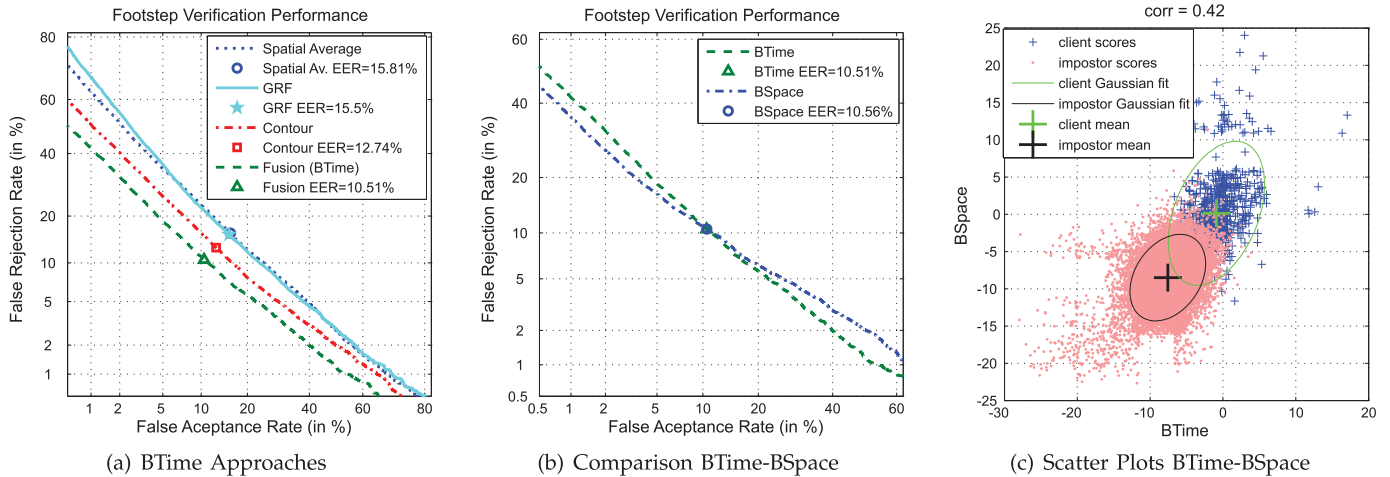 Footstep Verification Performance
80
60
40
20
10
5
2
1
False Rejection Rate (in %)
Spatial Average
Spatial Av. EER=15.81%
GRF
GRF EER=15.5%
Contour
Contour EER=12.74%
Fusion (BTime)
Fusion EER=10.51%
1 2 5 10 20 40 60 80
False Aceptance Rate (in %)
(a) BTime Approaches
Footstep Verification Performance
60
40
20
10
5
2
1
0.5
False Rejection Rate (in %)
BTime
BTime EER=10.51%
BSpace
BSpace EER=10.56%
0.5 1 2 5 10 20 40 60
False Aceptance Rate (in %)
(b) Comparison BTime-BSpace
corr = 0.42
25
20
15
10
5
0
-5
-10
-15
-20
-25
BSpace
client scores
impostor scores
client Gaussian fit
impostor Gaussian fit
client mean
impostor mean
-30 -20 -10 0 10 20
BTime
(c) Scatter Plots BTime-BSpace